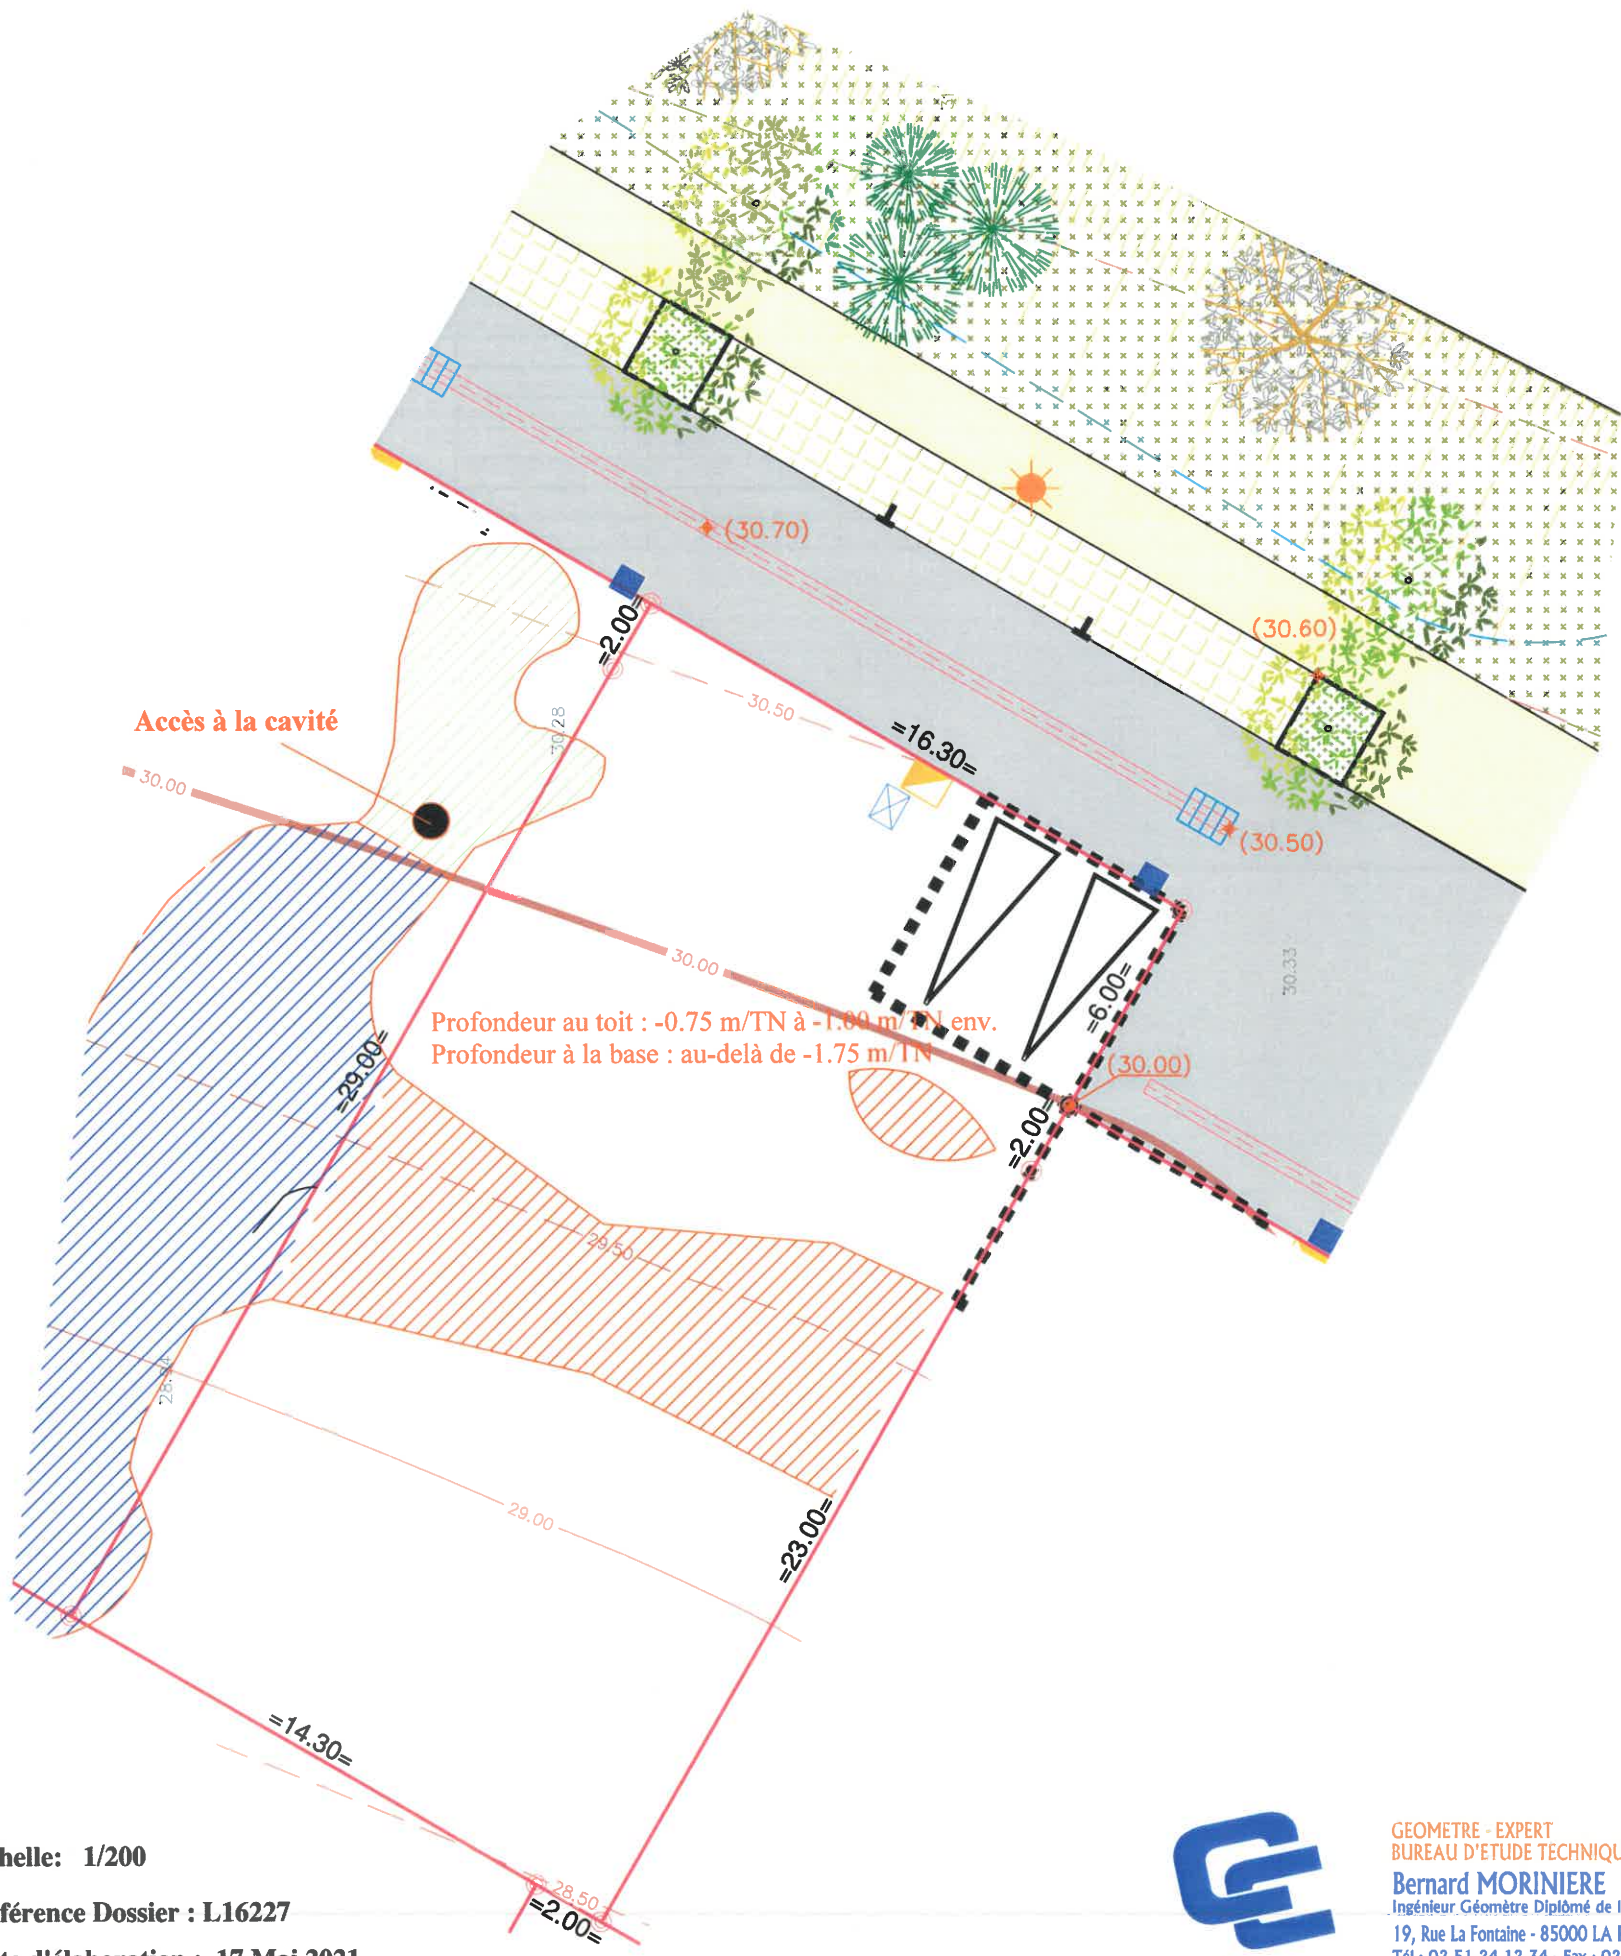 (30.70)
(30.60)
=2.00=
30.50
30.28
=16.30=
Accès à la cavité
30.00
(30.50)
30.00
30.33
=6.00=
Profondeur au toit : -0.75 m/TN à -1.00 m/TN env.
Profondeur à la base : au-delà de -1.75 m/TN
=29.00=
(30.00)
=2.00=
29.50
29.00
=23.00=
=14.30=
28.50
=2.00=
helle: 1/200
férence Dossier : L16227
17 Mai 2021
GEOMETRE - EXPERT
BUREAU D'ETUDE TECHNIQU
Bernard MORINIERE
Ingénieur Géomètre Diplômé de l
19, Rue La Fontaine - 85000 LA